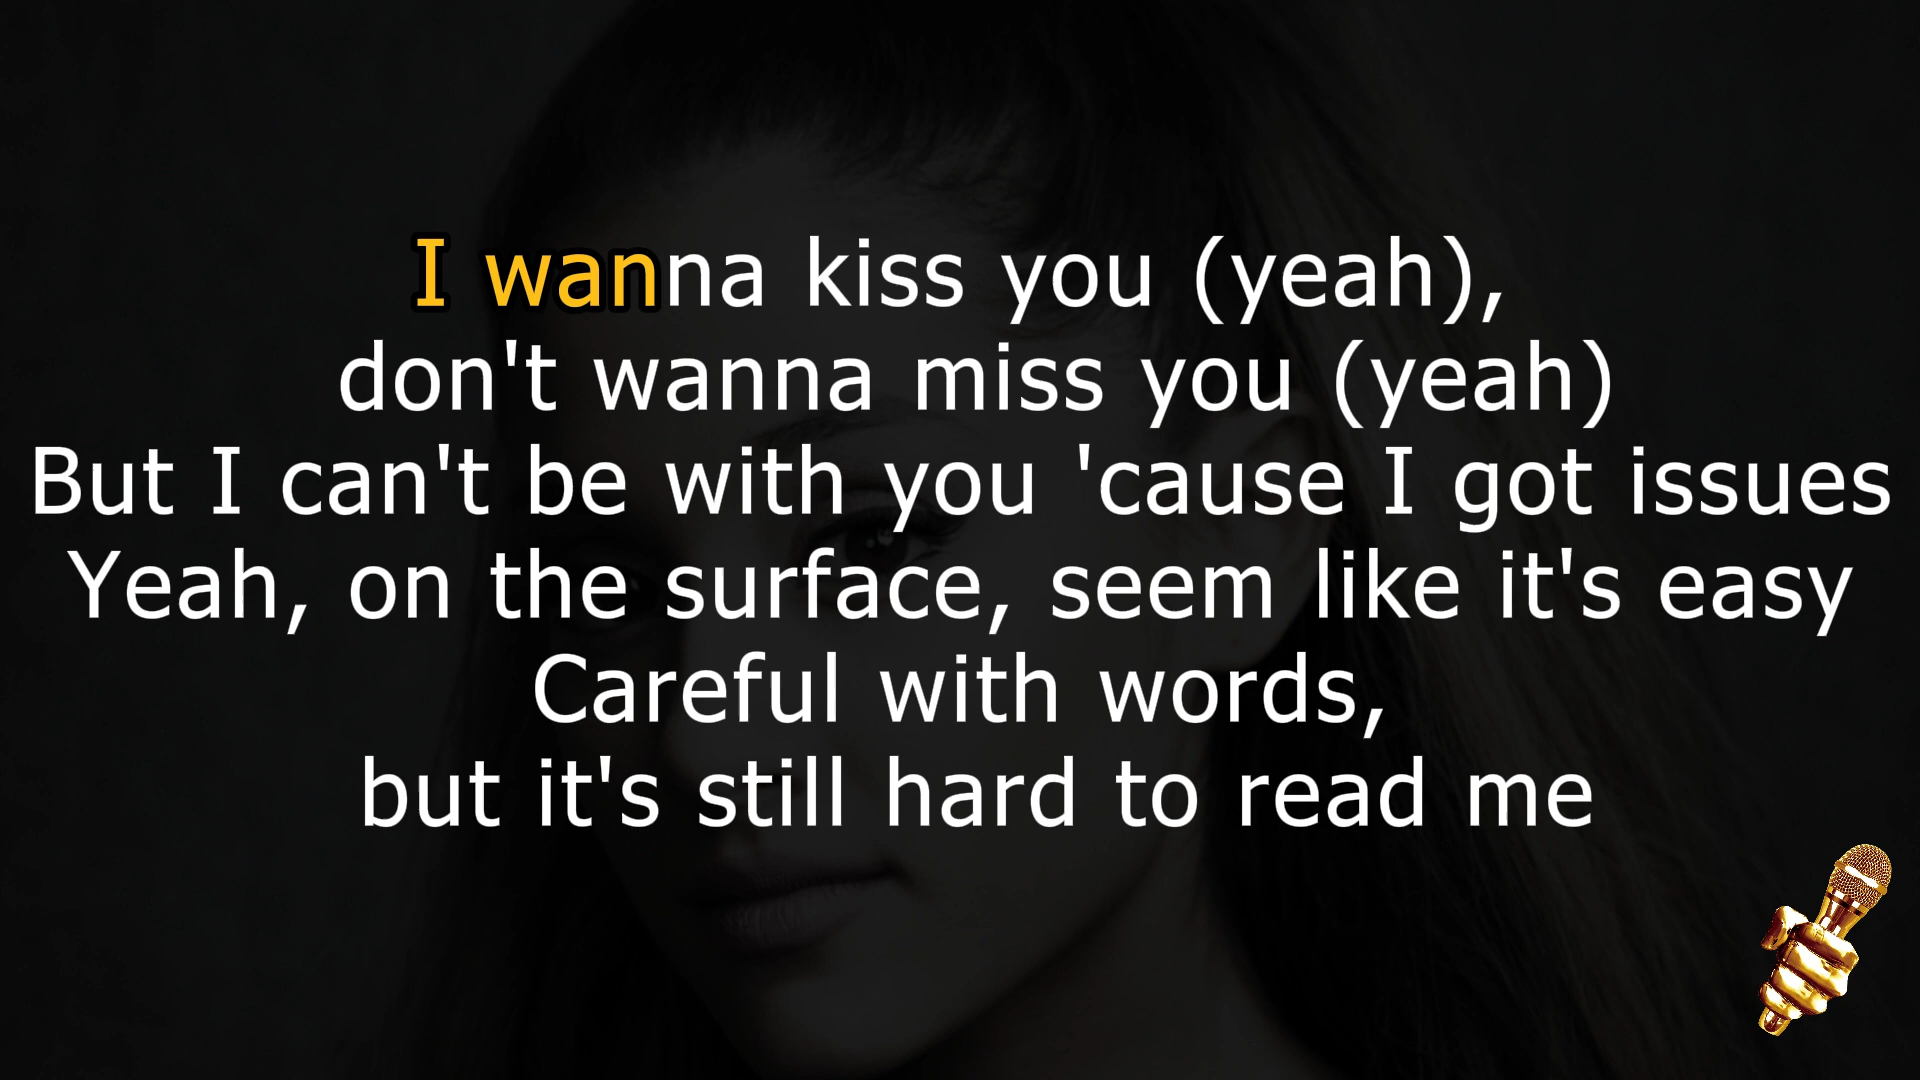 I wanna kiss you (yeah),
don't wanna miss you (yeah)
But I can't be with you 'cause I got issues
Yeah, on the surface, seem like it's easy
Careful with words,
but it's still hard to read me